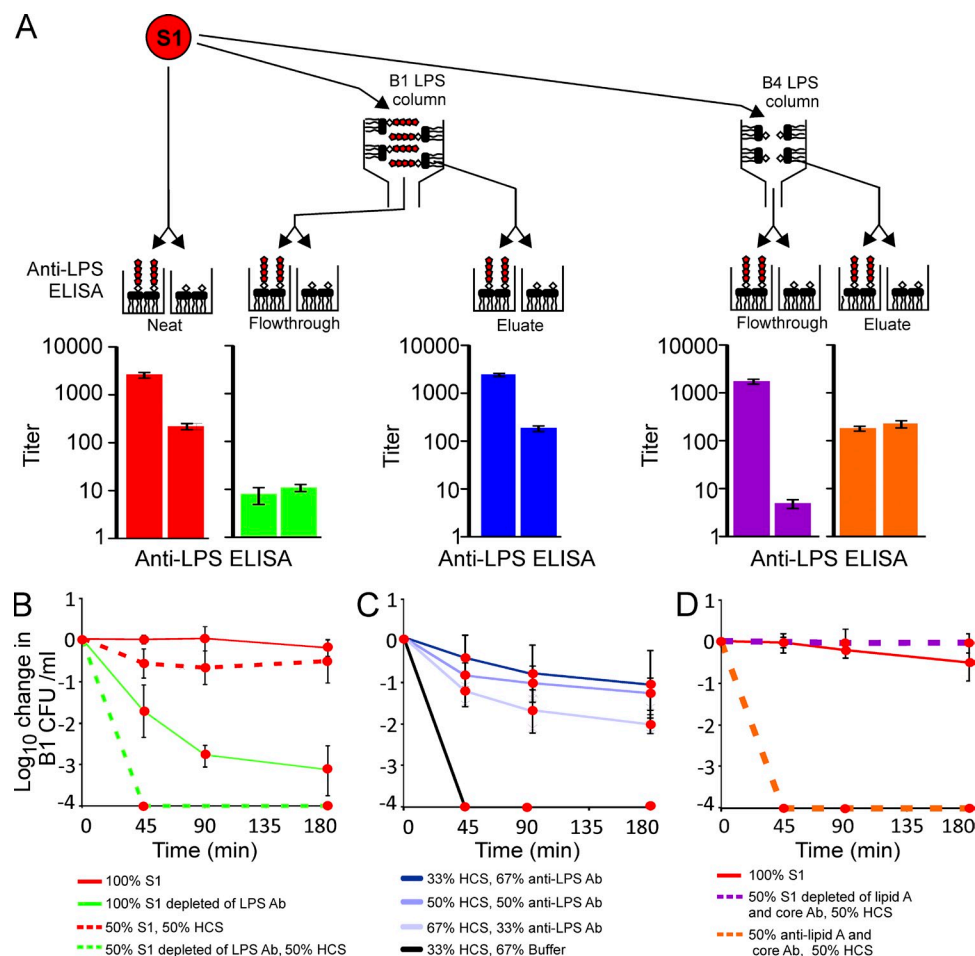 A
S1
B1 LPS
column
B4 LPS
column
Anti-LPS
ELISA
Neat
Flowthrough
Eluate
Flowthrough
Eluate
Titer
10000
1000
100
10
1
Anti-LPS ELISA
Titer
10000
1000
100
10
1
Anti-LPS ELISA
Titer
10000
1000
100
10
1
Anti-LPS ELISA
B
Log10 change in
B1 CFU /ml
1
0
-1
-2
-3
-4
0 45 90 135 180
Time (min)
100% S1
100% S1 depleted of LPS Ab
50% S1, 50% HCS
50% S1 depleted of LPS Ab, 50% HCS
C
1
0
-1
-2
-3
-4
0 45 90 135 180
Time (min)
33% HCS, 67% anti-LPS Ab
50% HCS, 50% anti-LPS Ab
67% HCS, 33% anti-LPS Ab
33% HCS, 67% Buffer
D
1
0
-1
-2
-3
-4
0 45 90 135 180
Time (min)
100% S1
50% S1 depleted of lipid A
and core Ab, 50% HCS
50% anti-lipid A and
core Ab, 50% HCS